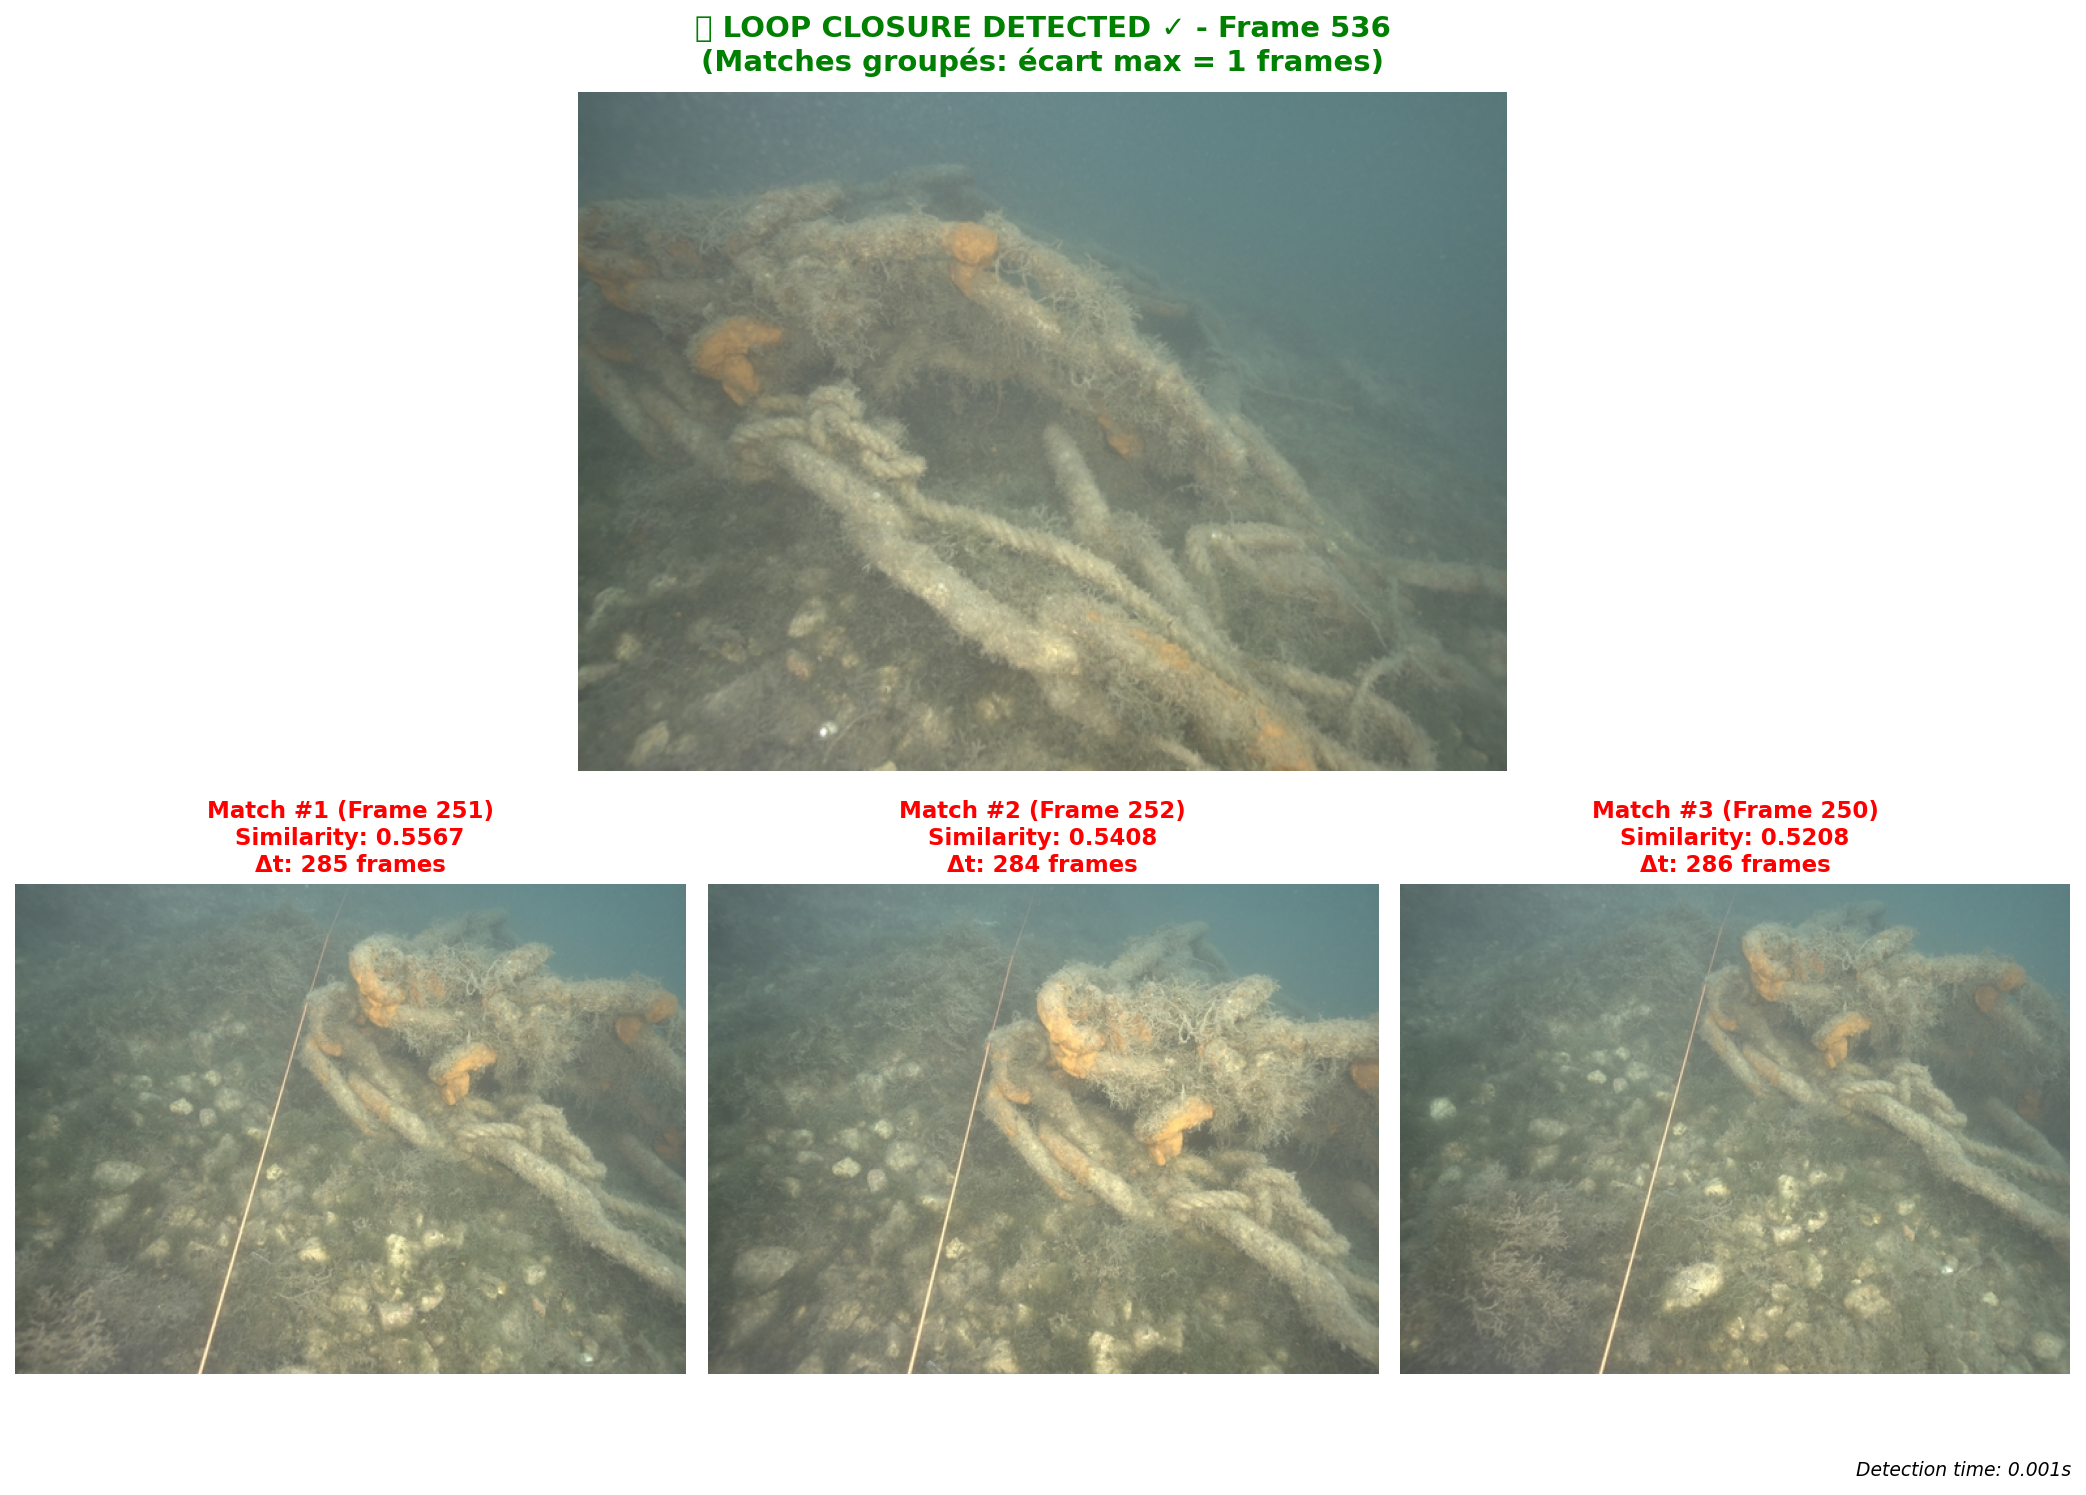 LOOP CLOSURE DETECTED ✓ - Frame 536
(Matches groupés: écart max = 1 frames)
Match #1 (Frame 251)
Similarity: 0.5567
Δt: 285 frames
Match #2 (Frame 252)
Similarity: 0.5408
Δt: 284 frames
Match #3 (Frame 250)
Similarity: 0.5208
Δt: 286 frames
Detection time: 0.001s